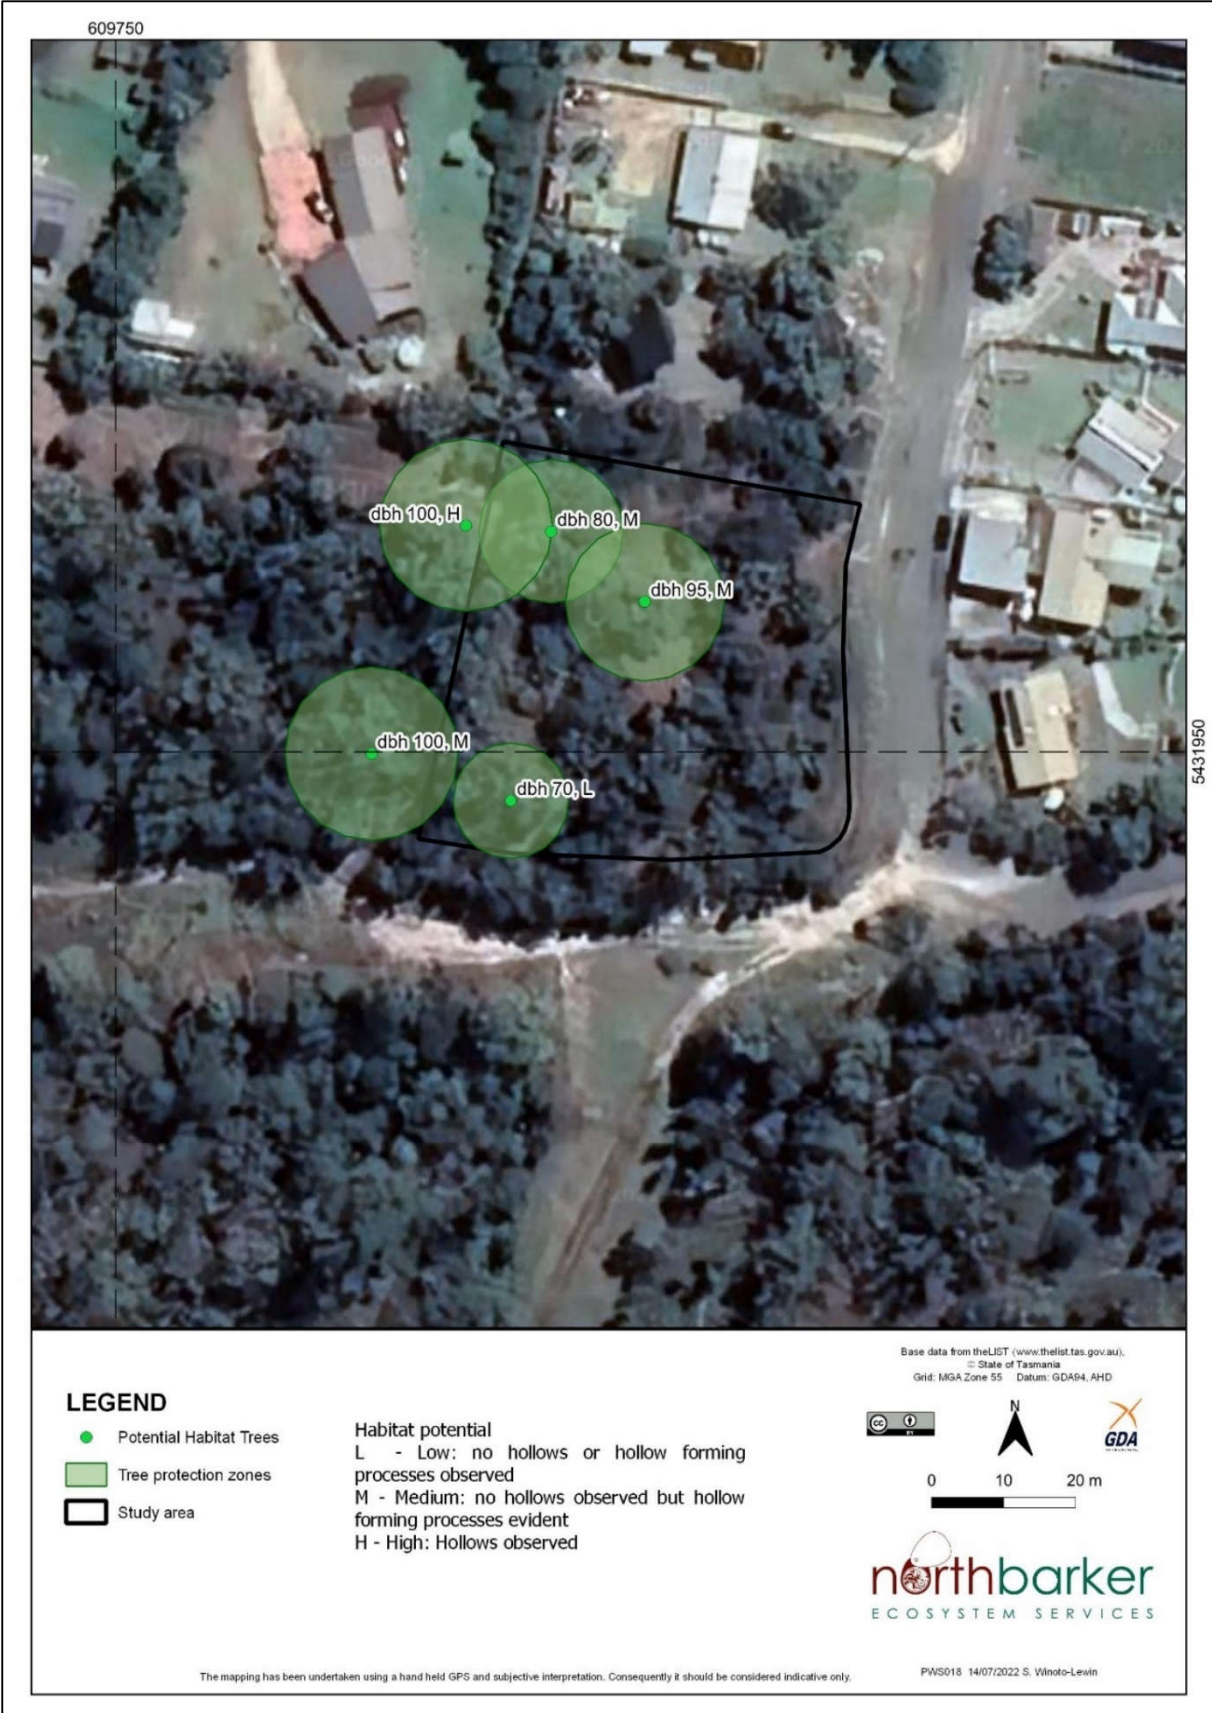 609750
dbh 100, H
dbh 80, M
dbh 95, M
dbh 100, M
dbh 70, L
5431950
LEGEND
Potential Habitat Trees
Tree protection zones
Study area
Habitat potential
L - Low: no hollows or hollow forming
processes observed
M - Medium: no hollows observed but hollow
forming processes evident
H - High: Hollows observed
Base data from theLIST (www.thelist.tas.gov.au),
© State of Tasmania
Grid: MGA Zone 55 Datum: GDA94, AHD
cc
BY
N
GDA
0 10 20 m
northbarker
ECOSYSTEM SERVICES
The mapping has been undertaken using a hand held GPS and subjective interpretation. Consequently it should be considered indicative only.
PWS018 14/07/2022 S. Winoto-Lewin